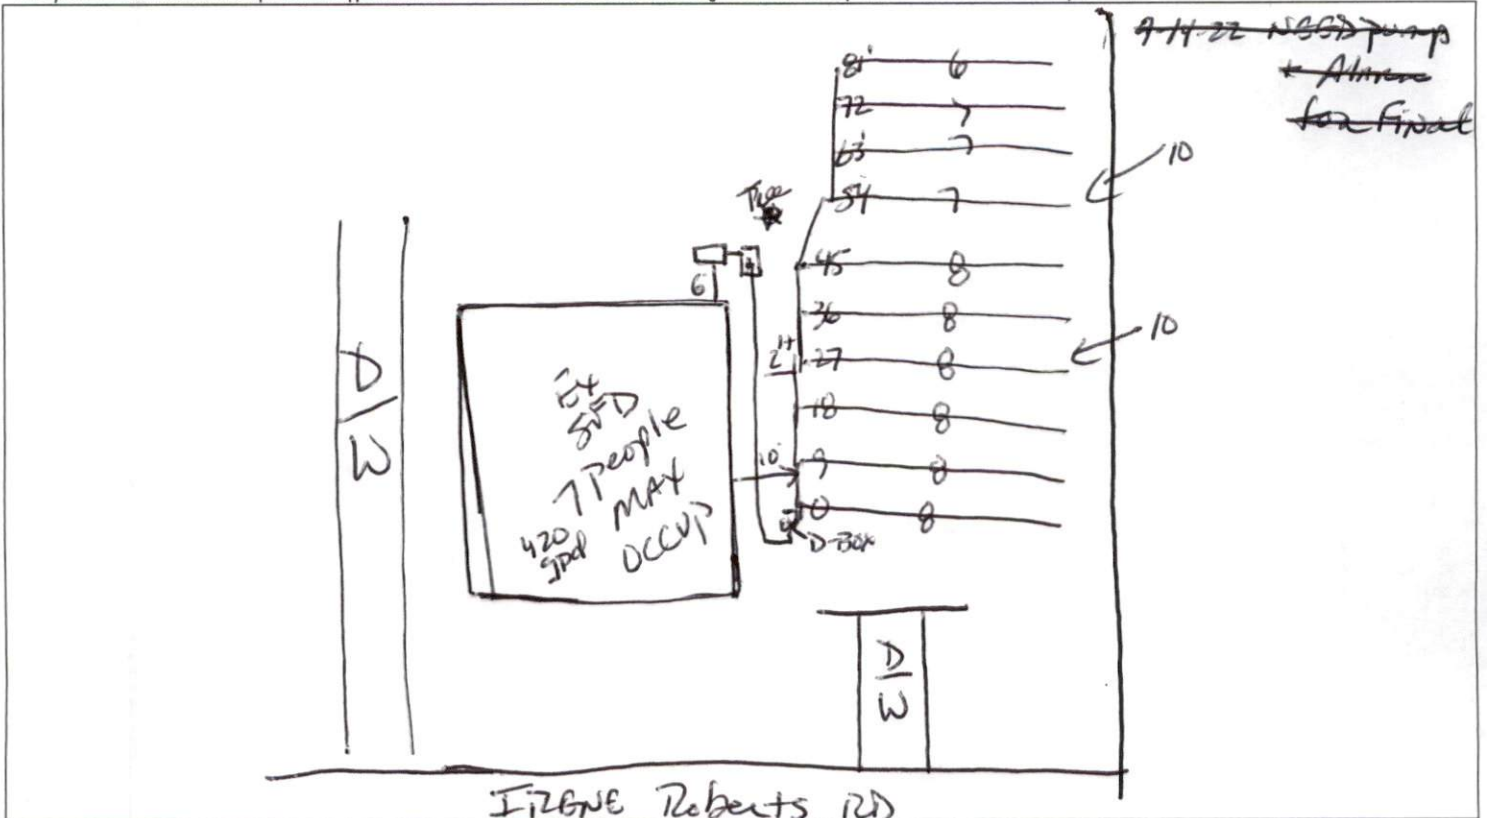 9-14-22 NEED pump
+ Alarm
for Final
81' 6
72 7
63' 7
10
54 7
Tree
45 8
6
36 8
10
27 8
D/W
Ex
SFD
7 People
MAX
OCCUP
420
gpd
18 8
10' 9 8
0 8
D-Box
D/W
IRENE Roberts RD